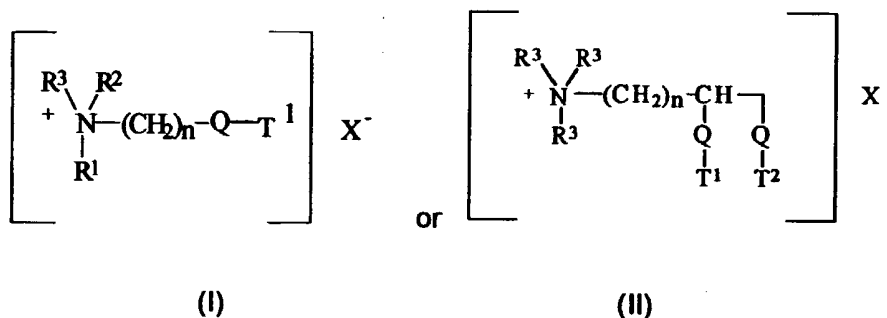 R³ R² + N (CH₂)n Q T¹ R¹ X⁻
or
R³ R³ + N (CH₂)n CH R³ Q Q T¹ T² X
(I) (II)